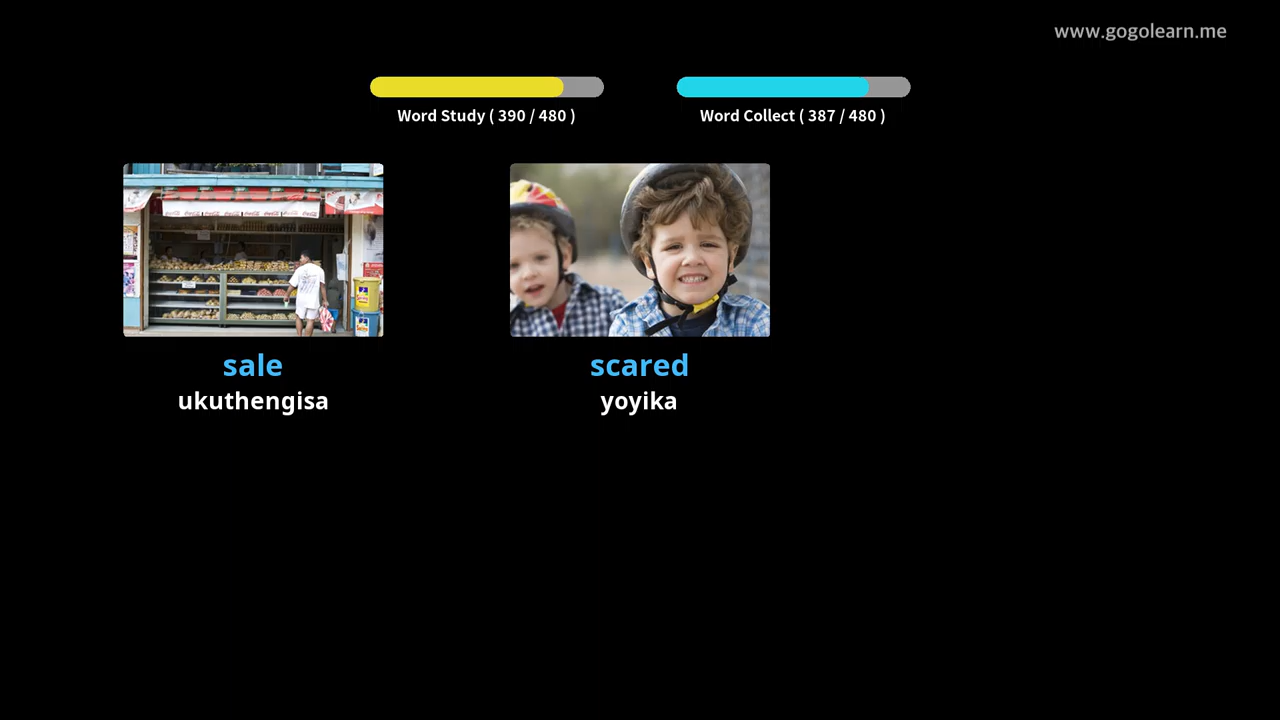 www.gogolearn.me
Word Study ( 390 / 480 )
Word Collect ( 387 / 480 )
sale
scared
ukuthengisa
yoyika